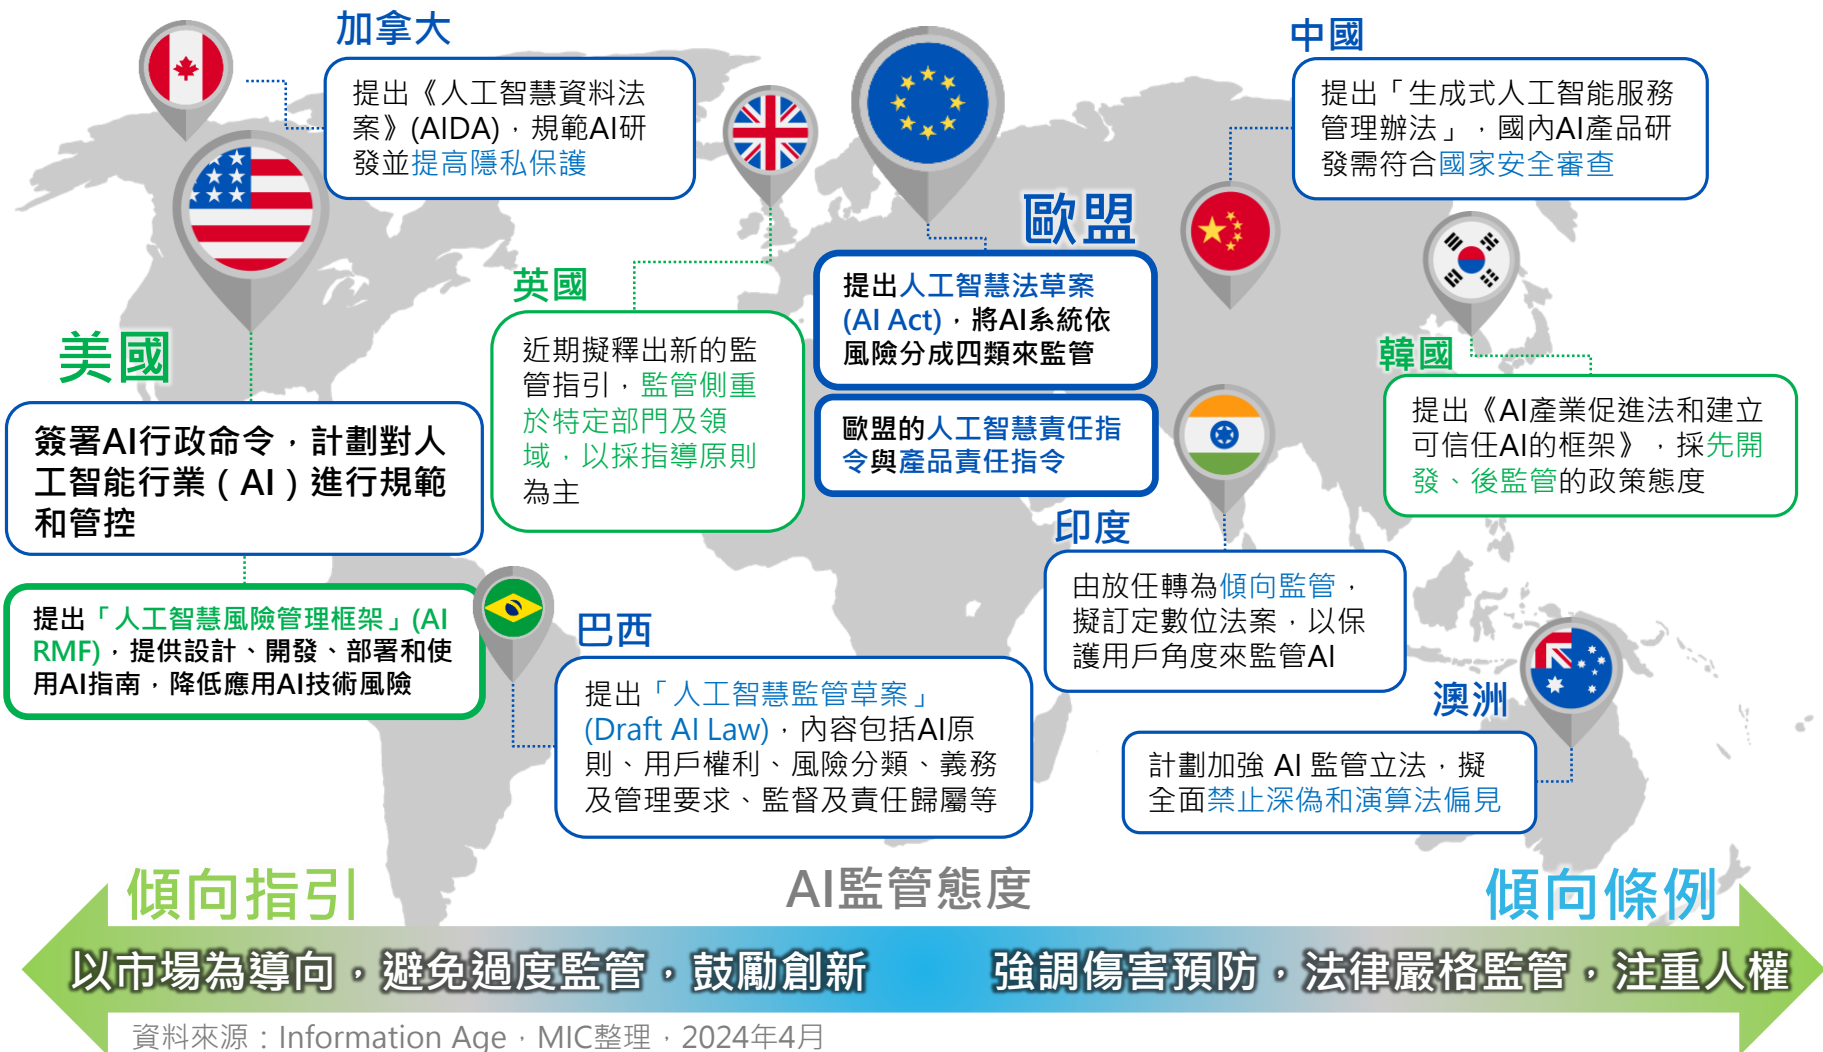 加拿大
提出《人工智慧資料法
案》(AIDA)，規範AI研
發並提高隱私保護
中國
提出「生成式人工智能服務
管理辦法」，國內AI產品研
發需符合國家安全審查
歐盟
提出人工智慧法草案
(AI Act)，將AI系統依
風險分成四類來監管
歐盟的人工智慧責任指
令與產品責任指令
英國
近期擬釋出新的監
管指引，監管側重
於特定部門及領
域，以採指導原則
為主
美國
簽署AI行政命令，計劃對人
工智能行業（AI）進行規範
和管控
提出「人工智慧風險管理框架」(AI
RMF)，提供設計、開發、部署和使
用AI指南，降低應用AI技術風險
韓國
提出《AI產業促進法和建立
可信任AI的框架》，採先開
發、後監管的政策態度
印度
由放任轉為傾向監管，
擬訂定數位法案，以保
護用戶角度來監管AI
巴西
提出「人工智慧監管草案」
(Draft AI Law)，內容包括AI原
則、用戶權利、風險分類、義務
及管理要求、監督及責任歸屬等
澳洲
計劃加強 AI 監管立法，擬
全面禁止深偽和演算法偏見
傾向指引
AI監管態度
傾向條例
以市場為導向，避免過度監管，鼓勵創新
強調傷害預防，法律嚴格監管，注重人權
資料來源：Information Age，MIC整理，2024年4月